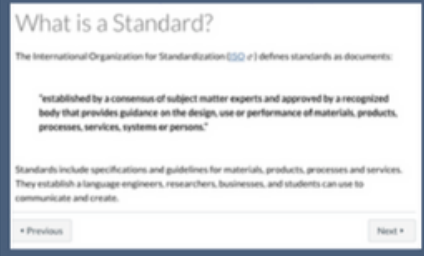 What is a Standard?
The International Organization for Standardization (ISO) defines standards as documents:
"established by a consensus of subject matter experts and approved by a recognized
body that provides guidance on the design, use or performance of materials, products,
processes, services, systems or persons."
Standards include specifications and guidelines for materials, products, processes and services.
They establish a language engineers, researchers, businesses, and students can use to
communicate and create.
Previous
Next